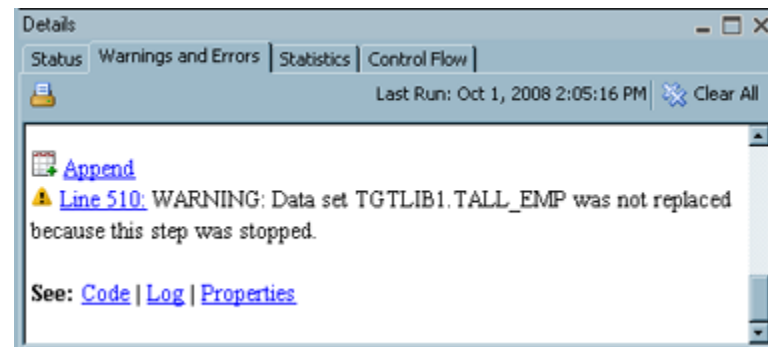 Details
Status Warnings and Errors Statistics Control Flow
Last Run: Oct 1, 2008 2:05:16 PM Clear All
Append
Line 510: WARNING: Data set TGTLIB1.TALL_EMP was not replaced
because this step was stopped.
See: Code | Log | Properties